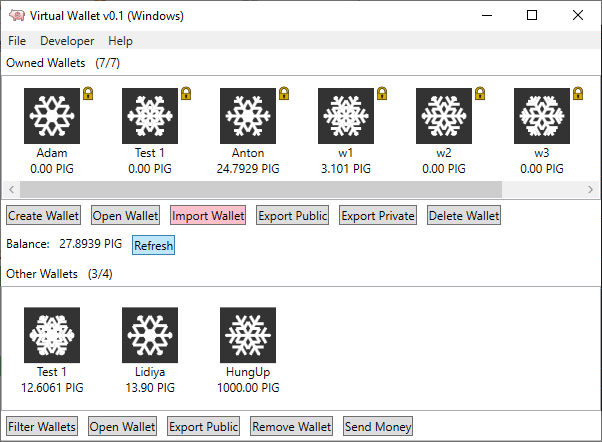 Virtual Wallet v0.1 (Windows)
File Developer Help
Owned Wallets (7/7)
Adam Test 1 Anton w1 w2 w3
0.00 PIG 0.00 PIG 24.7929 PIG 3.101 PIG 0.00 PIG 0.00 PIG
Create Wallet Open Wallet Import Wallet Export Public Export Private Delete Wallet
Balance: 27.8939 PIG Refresh
Other Wallets (3/4)
Test 1 Lidiya HungUp
12.6061 PIG 13.90 PIG 1000.00 PIG
Filter Wallets Open Wallet Export Public Remove Wallet Send Money